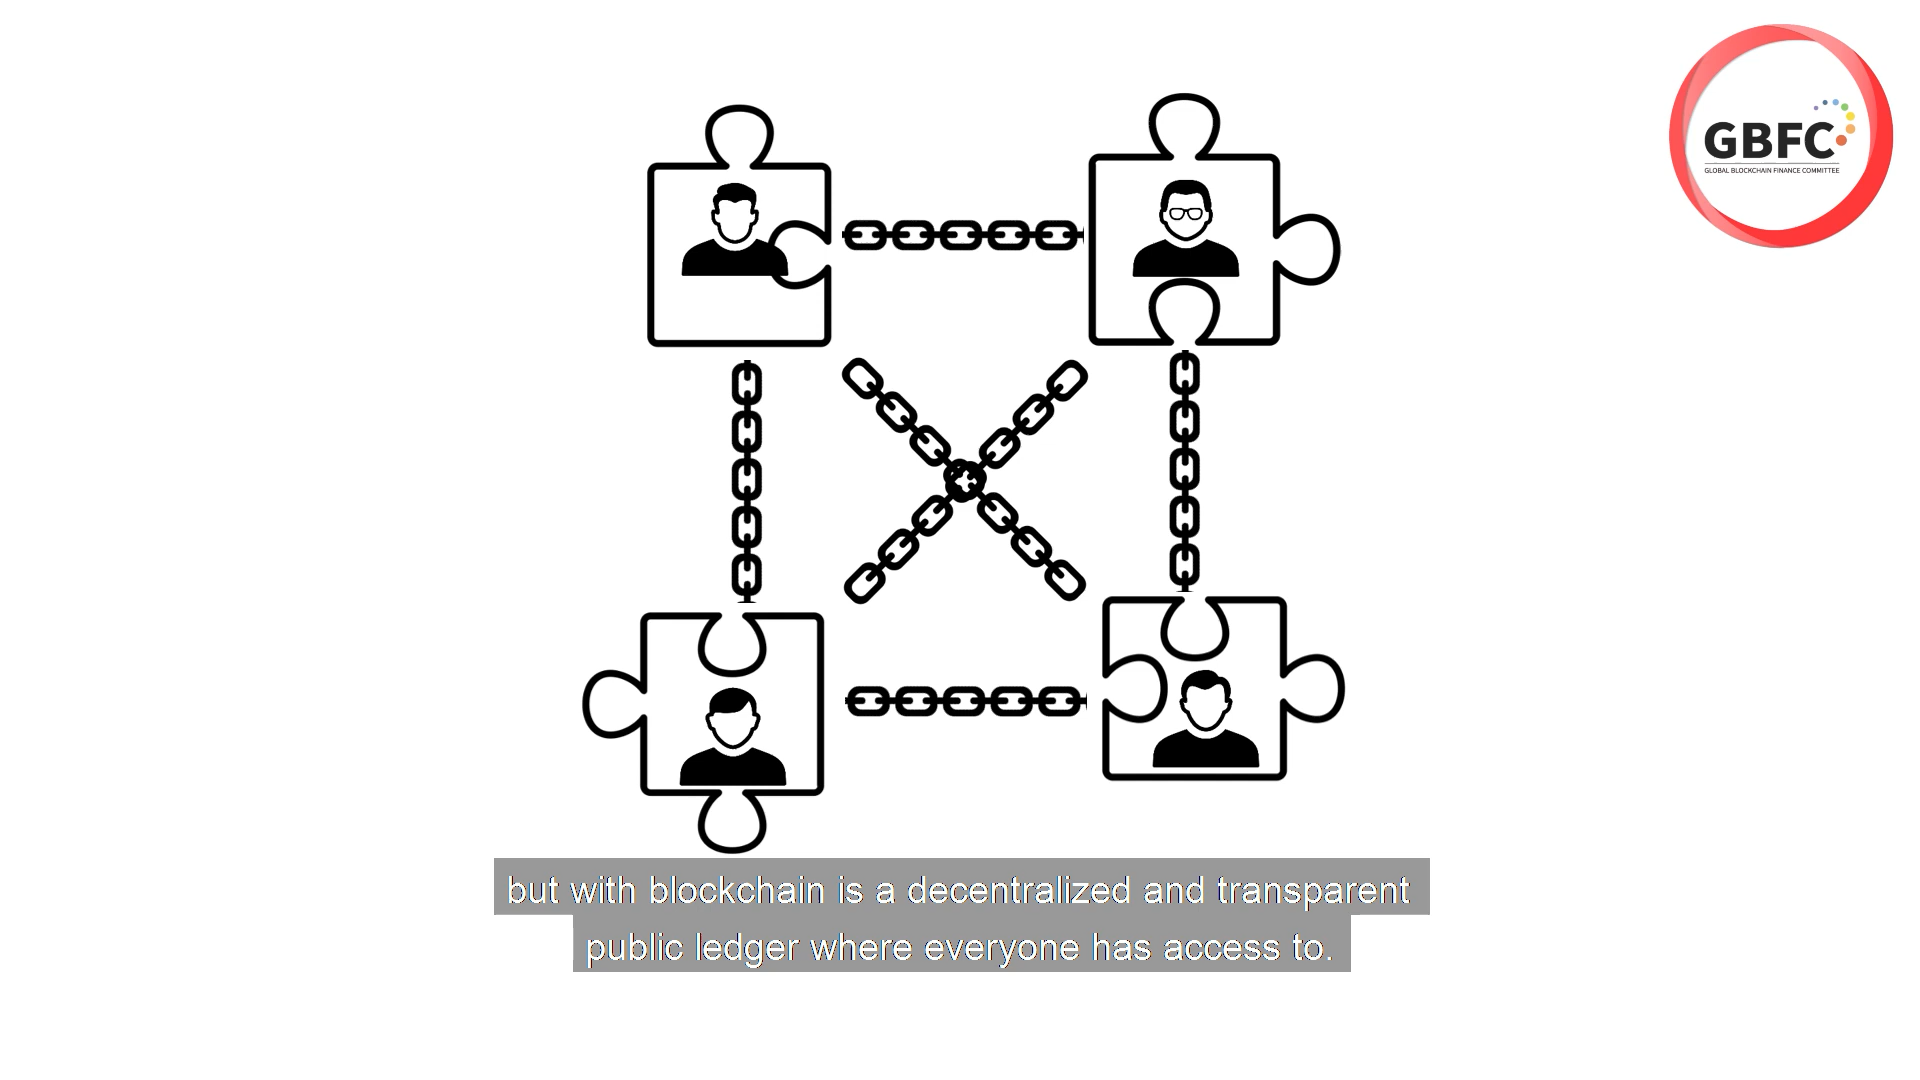 GBFC
GLOBAL BLOCKCHAIN FINANCE COMMITTEE
but with blockchain is a decentralized and transparent
public ledger where everyone has access to.